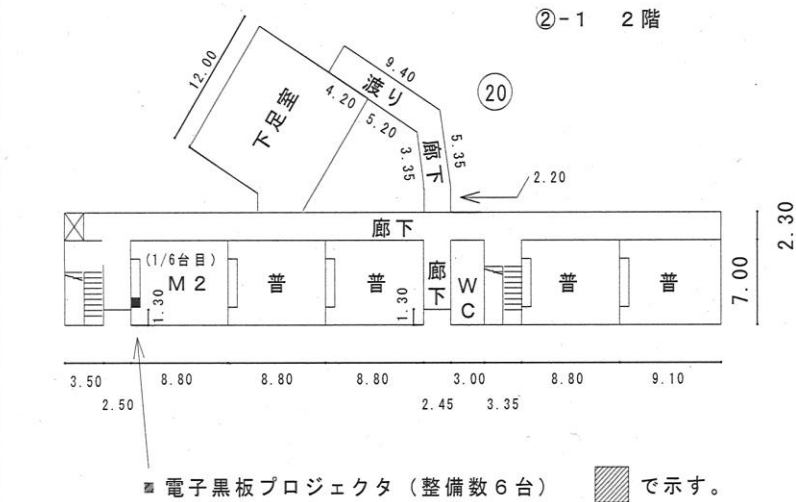 ②-1 2階
12.00
9.40
渡り
4.20
下足室
5.20
⑳
3.35
廊下
5.35
2.20
廊下
2.30
(1/6台目)
M2
普
普
廊下
WC
普
普
7.00
1.30
1.30
3.50 8.80 8.80 8.80 3.00 8.80 9.10
2.50 2.45 3.35
電子黒板プロジェクタ(整備数6台) で示す。